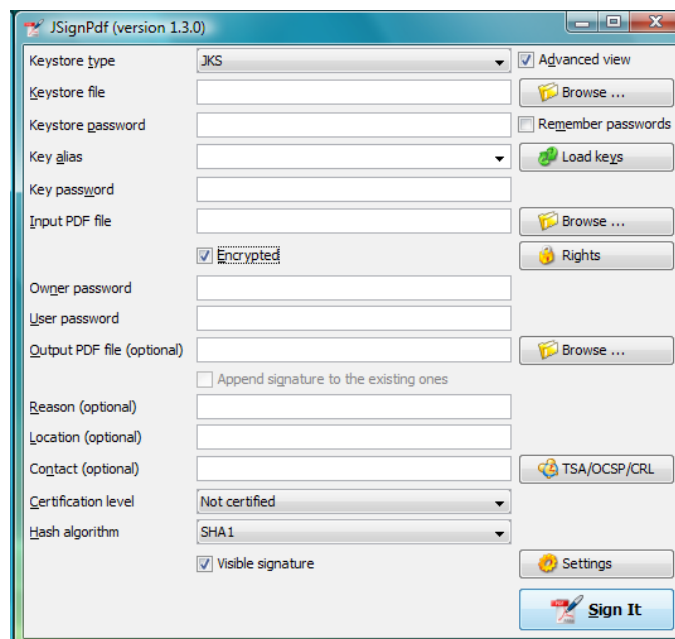 JSignPdf (version 1.3.0)
Keystore type JKS Advanced view
Keystore file Browse ...
Keystore password Remember passwords
Key alias Load keys
Key password
Input PDF file Browse ...
Encrypted Rights
Owner password
User password
Output PDF file (optional) Browse ...
Append signature to the existing ones
Reason (optional)
Location (optional)
Contact (optional) TSA/OCSP/CRL
Certification level Not certified
Hash algorithm SHA1
Visible signature Settings
Sign It